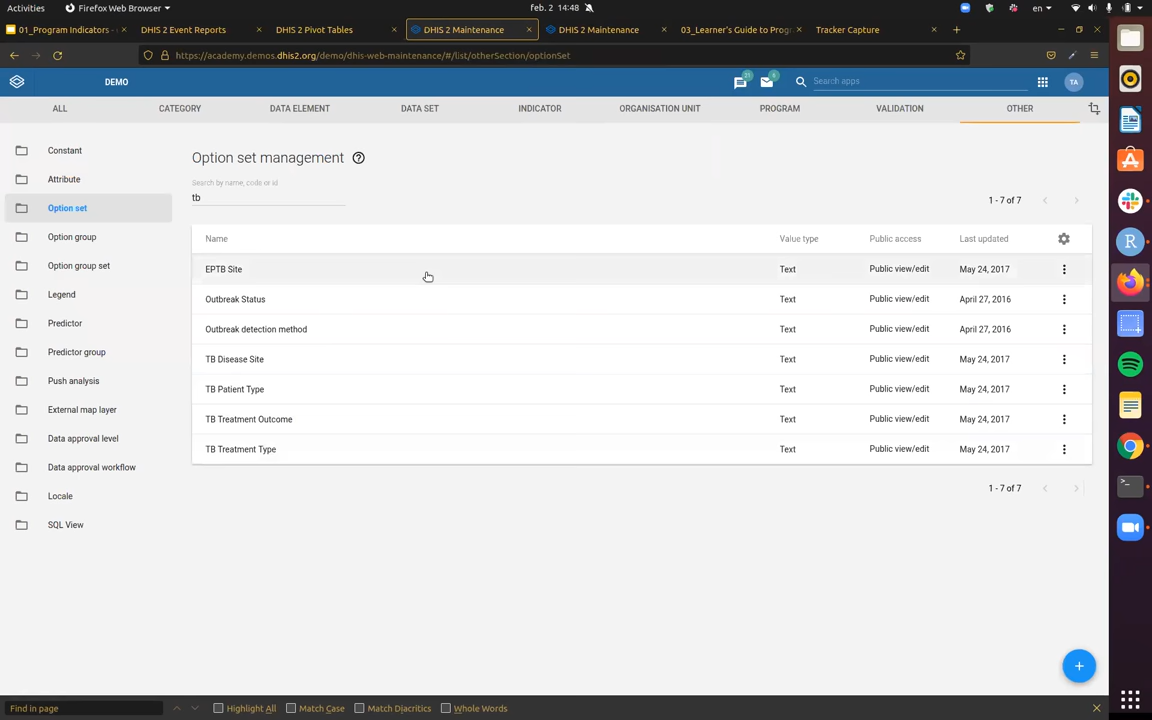 Activities Firefox Web Browser feb. 2 14:48 en
01_Program Indicators - DHIS 2 Event Reports DHIS 2 Pivot Tables DHIS 2 Maintenance DHIS 2 Maintenance 03_Learner's Guide to Progr Tracker Capture
https://academy.demos.dhis2.org/demo/dhis-web-maintenance/#/list/otherSection/optionSet
DEMO Search apps TA
ALL CATEGORY DATA ELEMENT DATA SET INDICATOR ORGANISATION UNIT PROGRAM VALIDATION OTHER
Constant
Attribute
Option set
Option group
Option group set
Legend
Predictor
Predictor group
Push analysis
External map layer
Data approval level
Data approval workflow
Locale
SQL View
Option set management
Search by name, code or id
tb
1 - 7 of 7
Name Value type Public access Last updated
EPTB Site Text Public view/edit May 24, 2017
Outbreak Status Text Public view/edit April 27, 2016
Outbreak detection method Text Public view/edit April 27, 2016
TB Disease Site Text Public view/edit May 24, 2017
TB Patient Type Text Public view/edit May 24, 2017
TB Treatment Outcome Text Public view/edit May 24, 2017
TB Treatment Type Text Public view/edit May 24, 2017
1 - 7 of 7
Find in page Highlight All Match Case Match Diacritics Whole Words